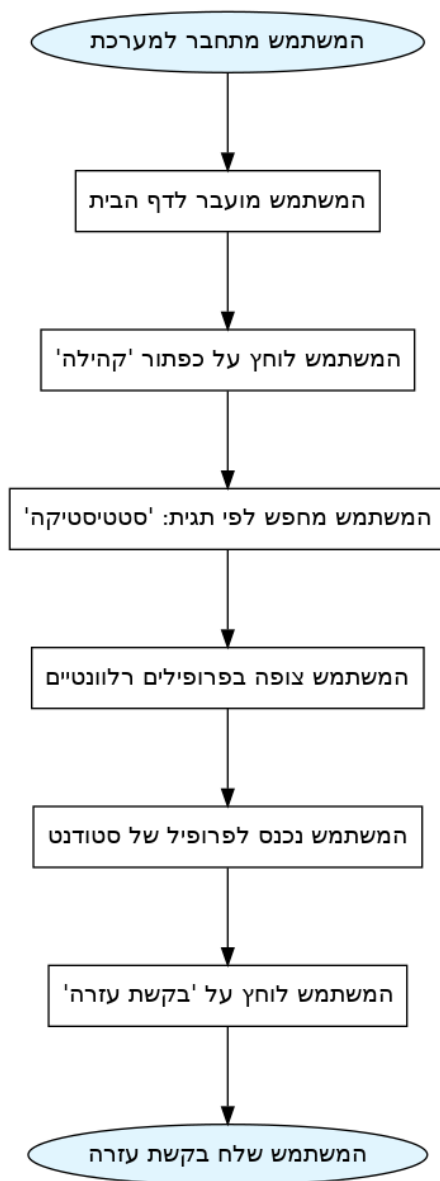 המשתמש מתחבר למערכת
המשתמש מועבר לדף הבית
המשתמש לוחץ על כפתור 'קהילה'
המשתמש מחפש לפי תגית: 'סטטיסטיקה'
המשתמש צופה בפרופילים רלוונטיים
המשתמש נכנס לפרופיל של סטודנט
המשתמש לוחץ על 'בקשת עזרה'
המשתמש שלח בקשת עזרה